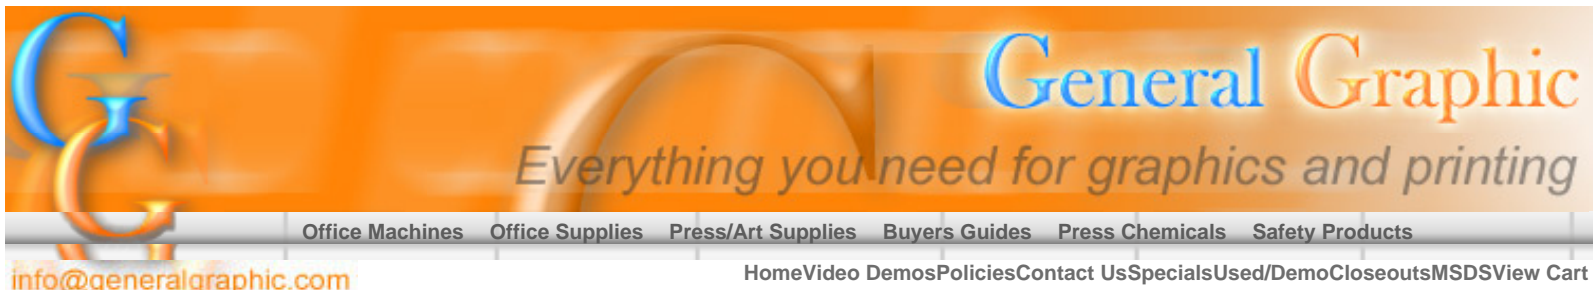 General Graphic
Everything you need for graphics and printing
Office Machines Office Supplies Press/Art Supplies Buyers Guides Press Chemicals Safety Products
info@generalgraphic.com
HomeVideo DemosPoliciesContact UsSpecialsUsed/DemoCloseoutsMSDSView Cart